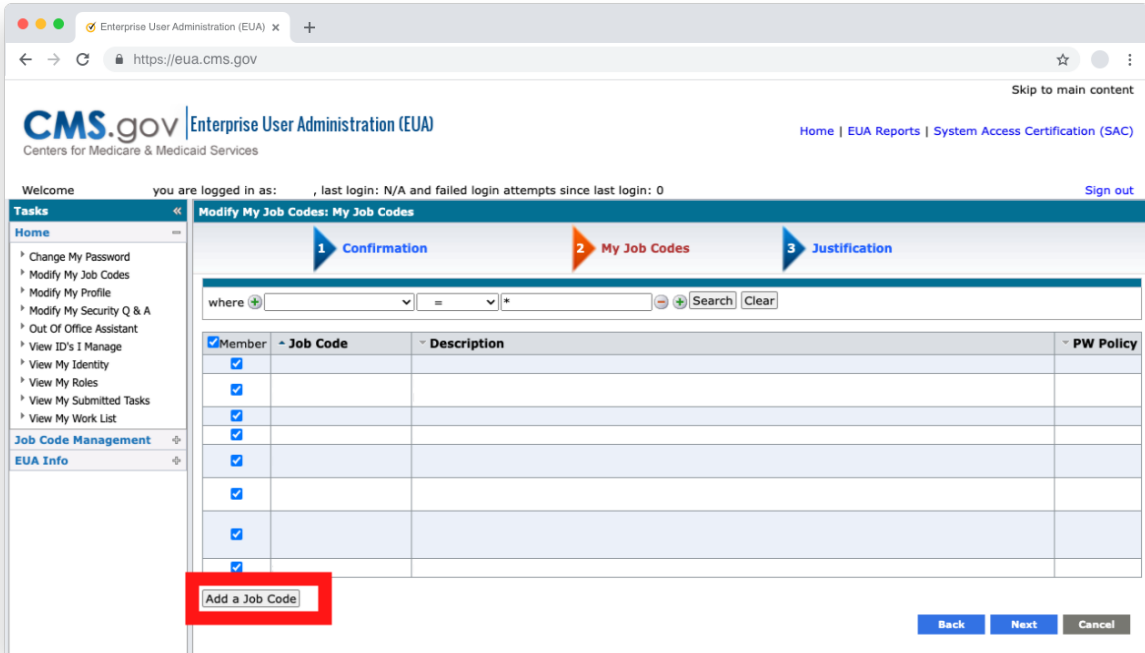 Enterprise User Administration (EUA)
https://eua.cms.gov
Skip to main content
CMS.gov Enterprise User Administration (EUA)
Centers for Medicare & Medicaid Services
Home | EUA Reports | System Access Certification (SAC)
Welcome you are logged in as: , last login: N/A and failed login attempts since last login: 0
Sign out
Tasks
Home
Change My Password
Modify My Job Codes
Modify My Profile
Modify My Security Q & A
Out Of Office Assistant
View ID's I Manage
View My Identity
View My Roles
View My Submitted Tasks
View My Work List
Job Code Management
EUA Info
Modify My Job Codes: My Job Codes
1 Confirmation 2 My Job Codes 3 Justification
where = * Search Clear
Member Job Code Description PW Policy
Add a Job Code
Back Next Cancel